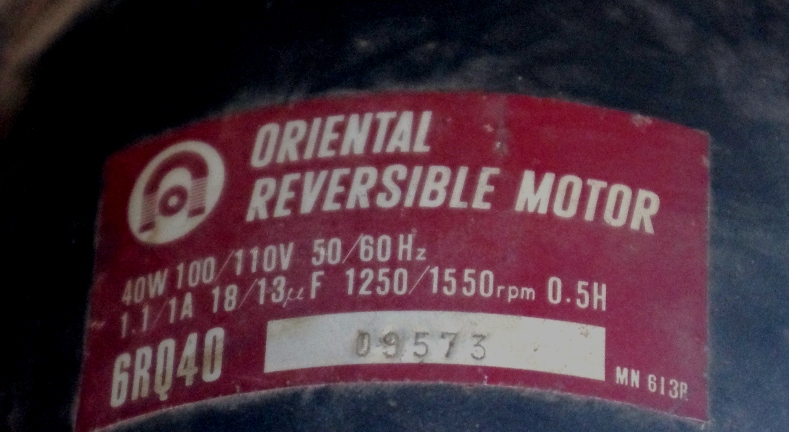 ORIENTAL
REVERSIBLE MOTOR
40W 100/110V 50/60Hz
1.1/1A 18/13µF 1250/1550rpm 0.5H
6RQ40 09573
MN 613R